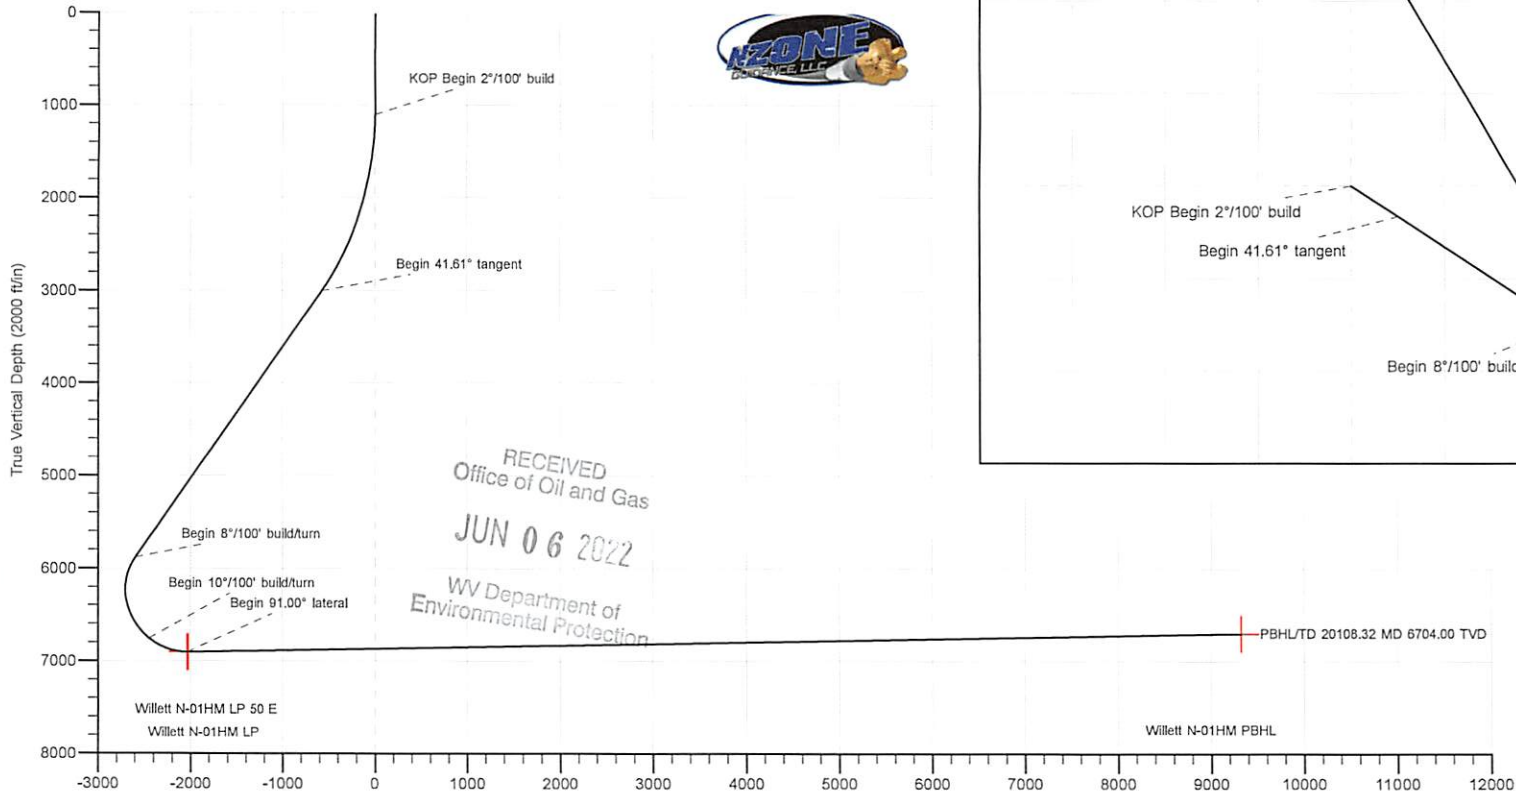 0
1000
2000
3000
4000
5000
6000
7000
8000
True Vertical Depth (2000 ft/in)
KOP Begin 2°/100' build
Begin 41.61° tangent
Begin 8°/100' build/turn
Begin 10°/100' build/turn
Begin 91.00° lateral
NZONE
GUIDANCE, LLC
KOP Begin 2°/100' build
Begin 41.61° tangent
Begin 8°/100' build
RECEIVED
Office of Oil and Gas
JUN 06 2022
WV Department of
Environmental Protection
PBHL/TD 20108.32 MD 6704.00 TVD
Willett N-01HM LP 50 E
Willett N-01HM LP
Willett N-01HM PBHL
-3000 -2000 -1000 0 1000 2000 3000 4000 5000 6000 7000 8000 9000 10000 11000 12000